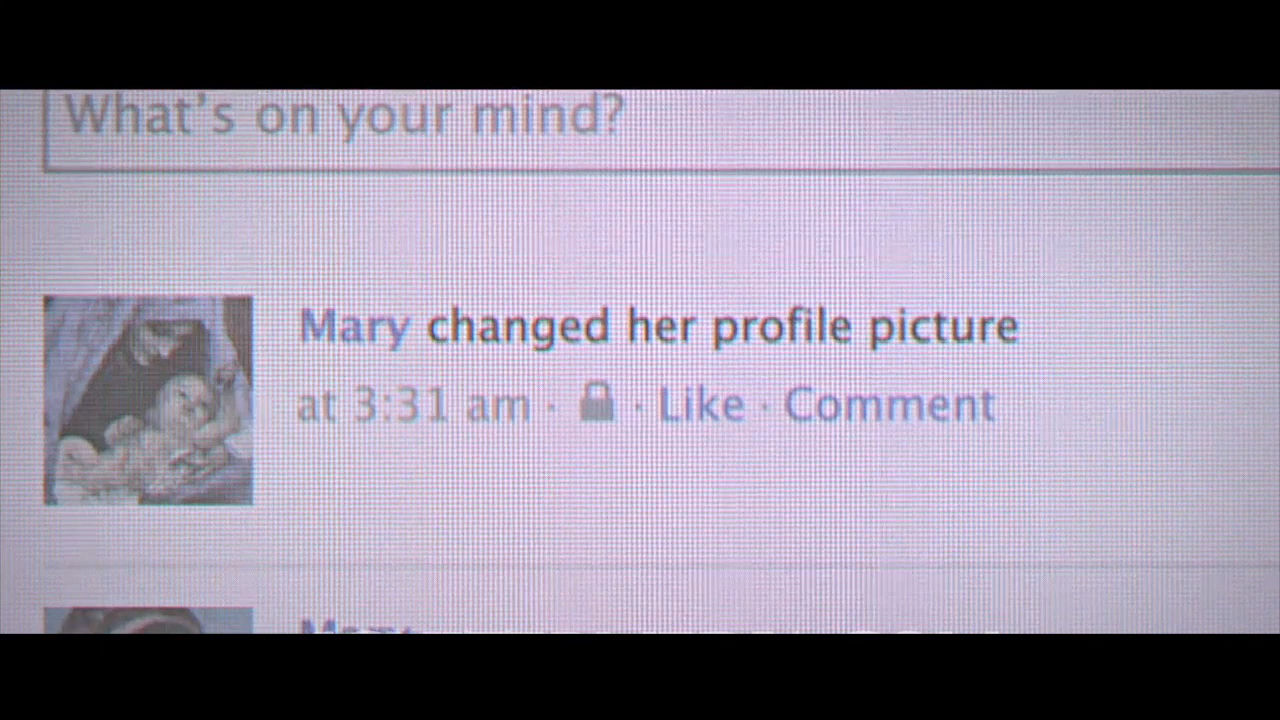 What's on your mind?
Mary changed her profile picture
at 3:31 am · · Like · Comment